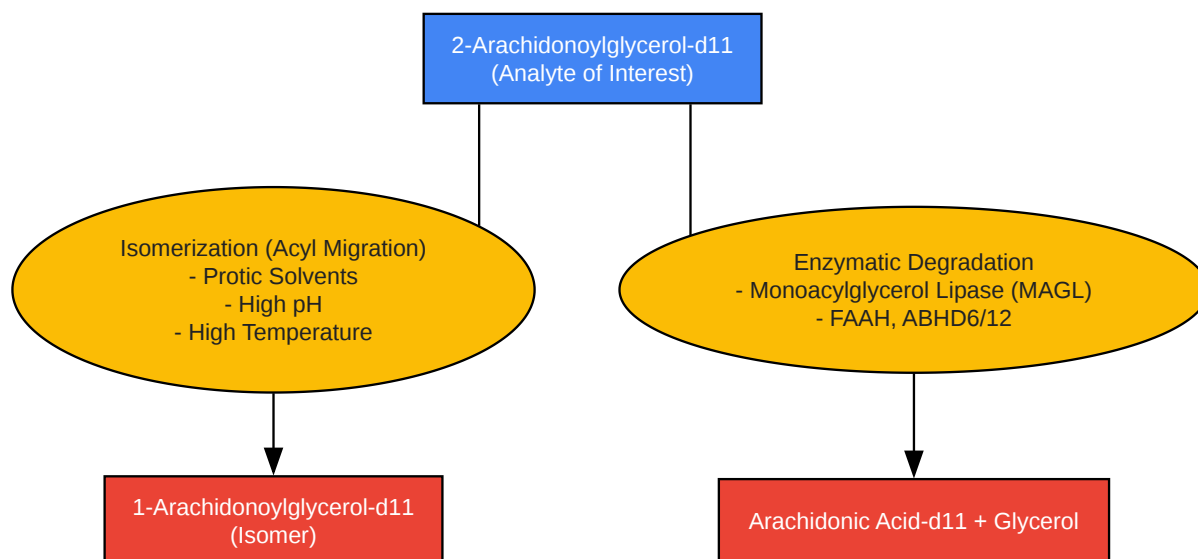 2-Arachidonoylglycerol-d11
(Analyte of Interest)
Isomerization (Acyl Migration)
- Protic Solvents
- High pH
- High Temperature
Enzymatic Degradation
- Monoacylglycerol Lipase (MAGL)
- FAAH, ABHD6/12
1-Arachidonoylglycerol-d11
(Isomer)
Arachidonic Acid-d11 + Glycerol